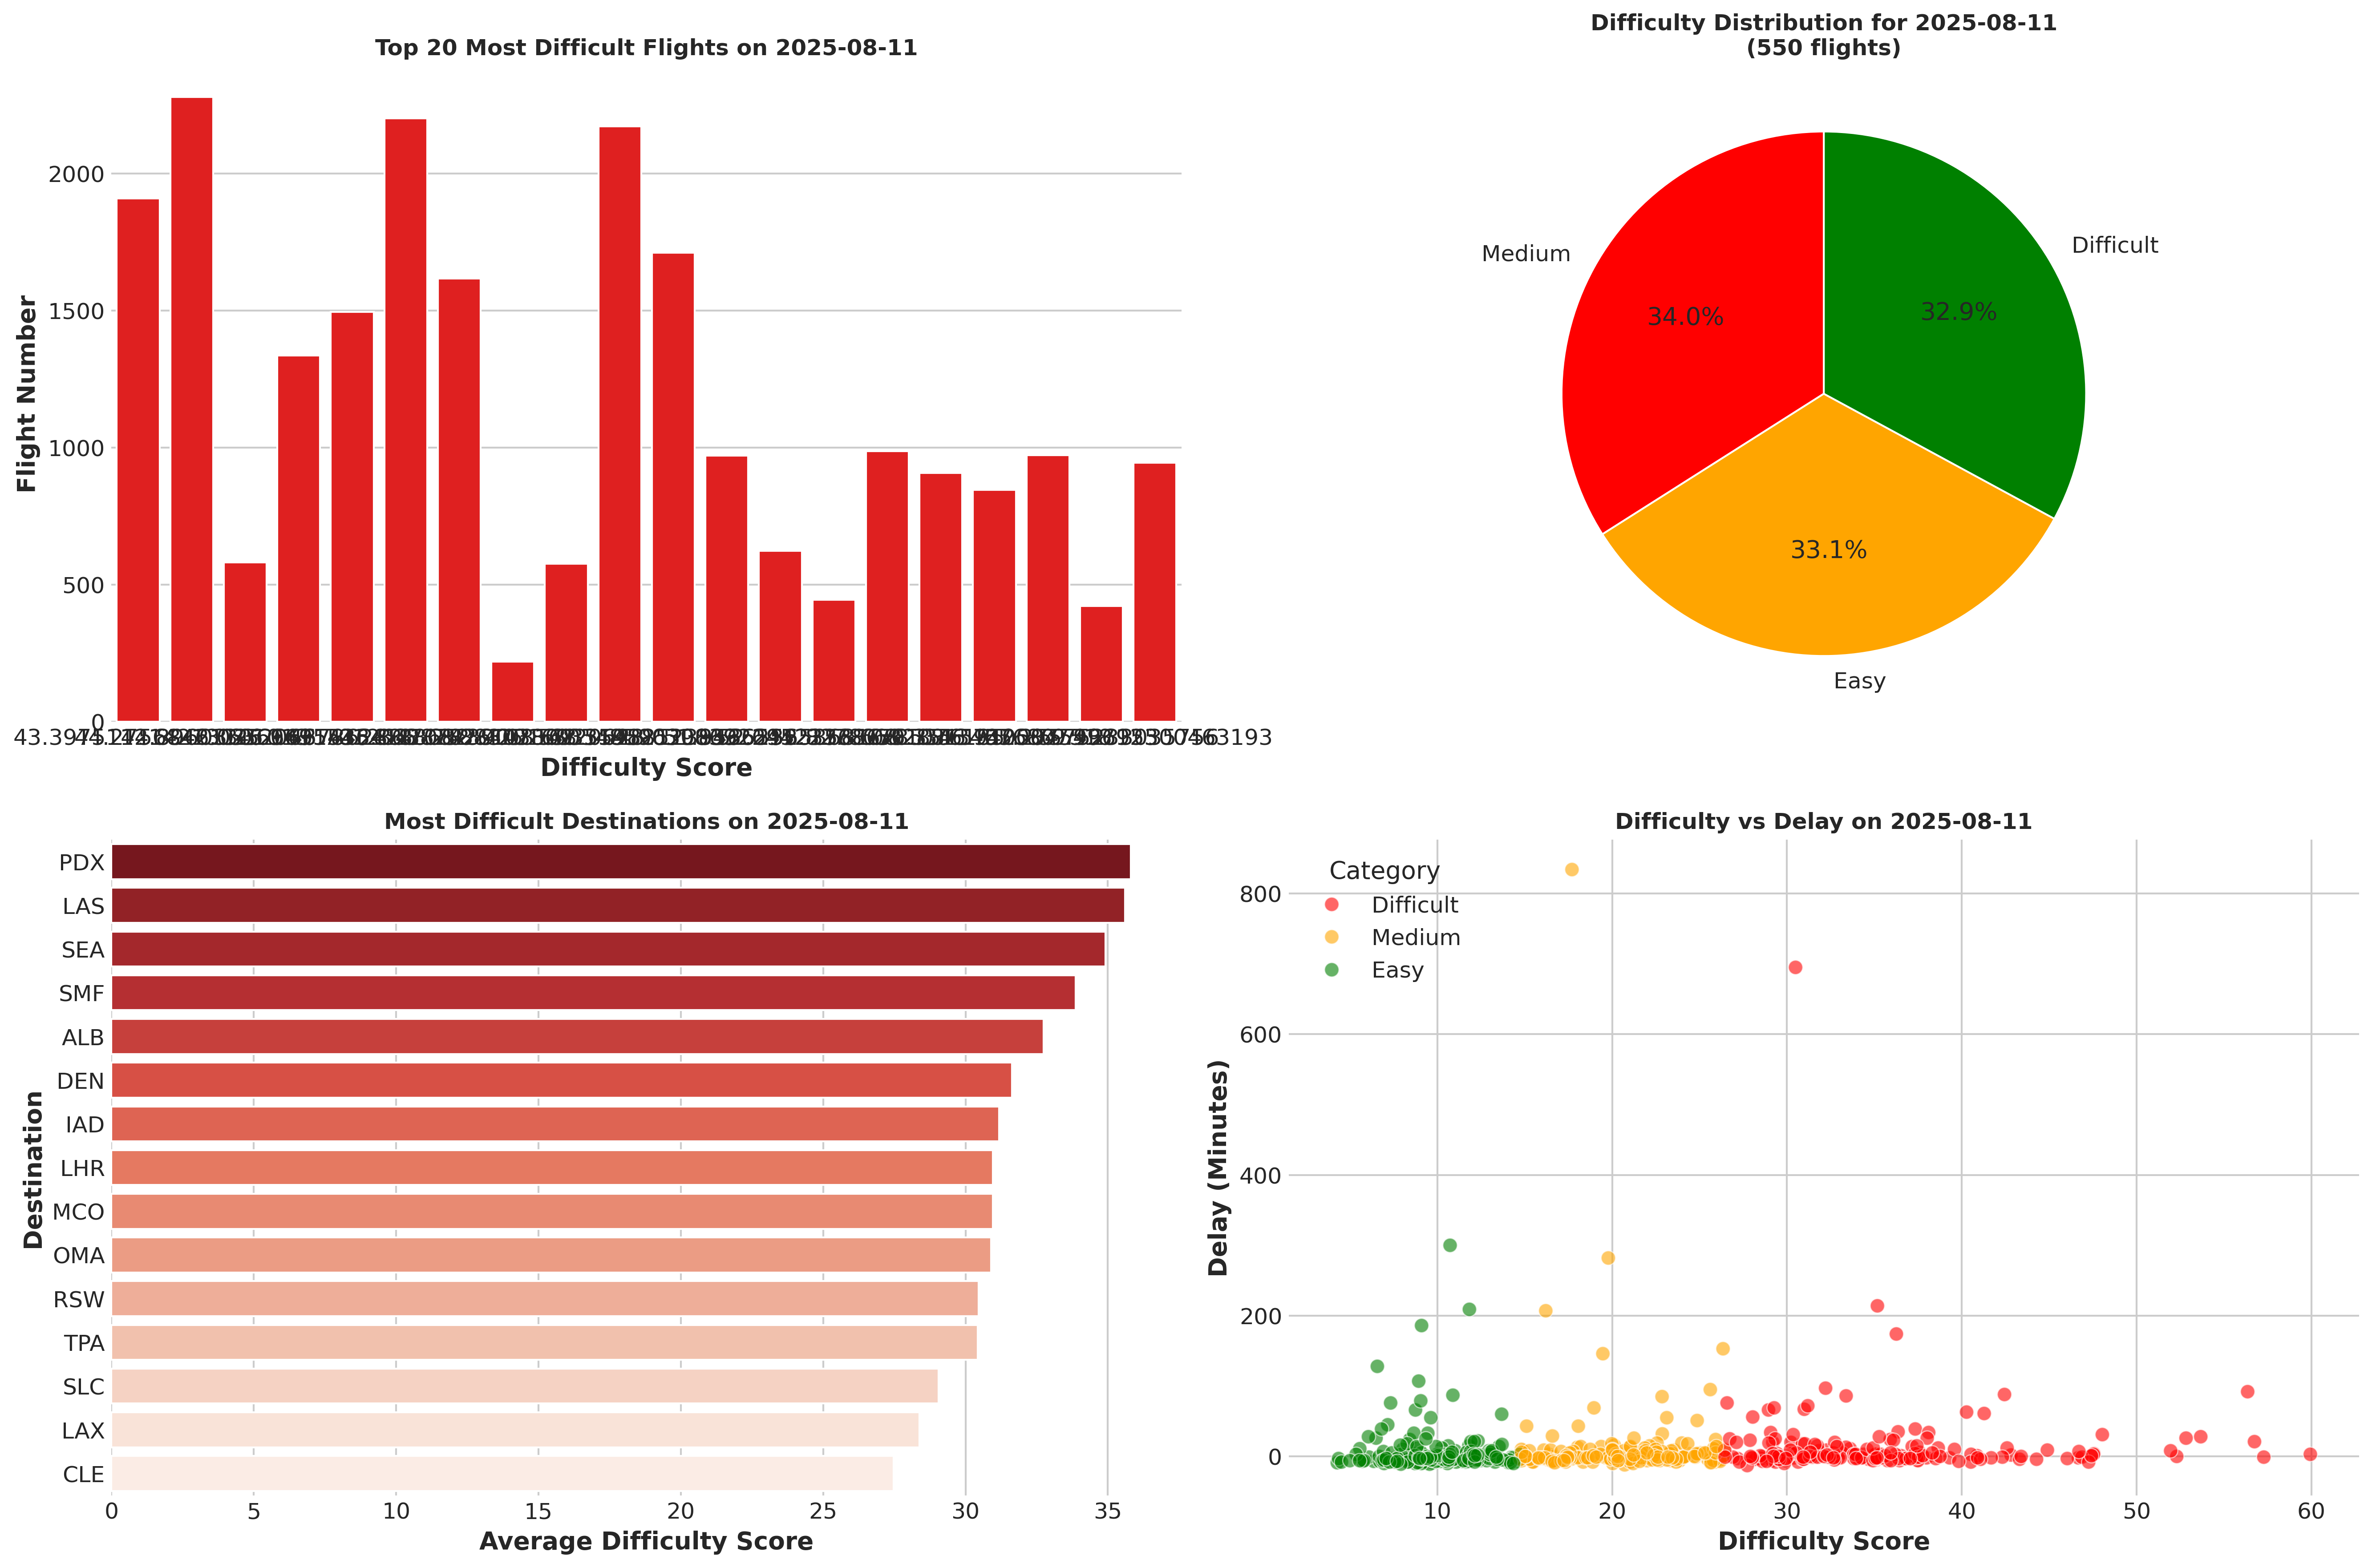 Top 20 Most Difficult Flights on 2025-08-11
Flight Number
2000
1500
1000
500
0
Difficulty Score
Difficulty Distribution for 2025-08-11
(550 flights)
Medium
Difficult
34.0%
32.9%
33.1%
Easy
Most Difficult Destinations on 2025-08-11
Destination
PDX
LAS
SEA
SMF
ALB
DEN
IAD
LHR
MCO
OMA
RSW
TPA
SLC
LAX
CLE
0 5 10 15 20 25 30 35
Average Difficulty Score
Difficulty vs Delay on 2025-08-11
Category
Difficult
Medium
Easy
Delay (Minutes)
800
600
400
200
0
10 20 30 40 50 60
Difficulty Score